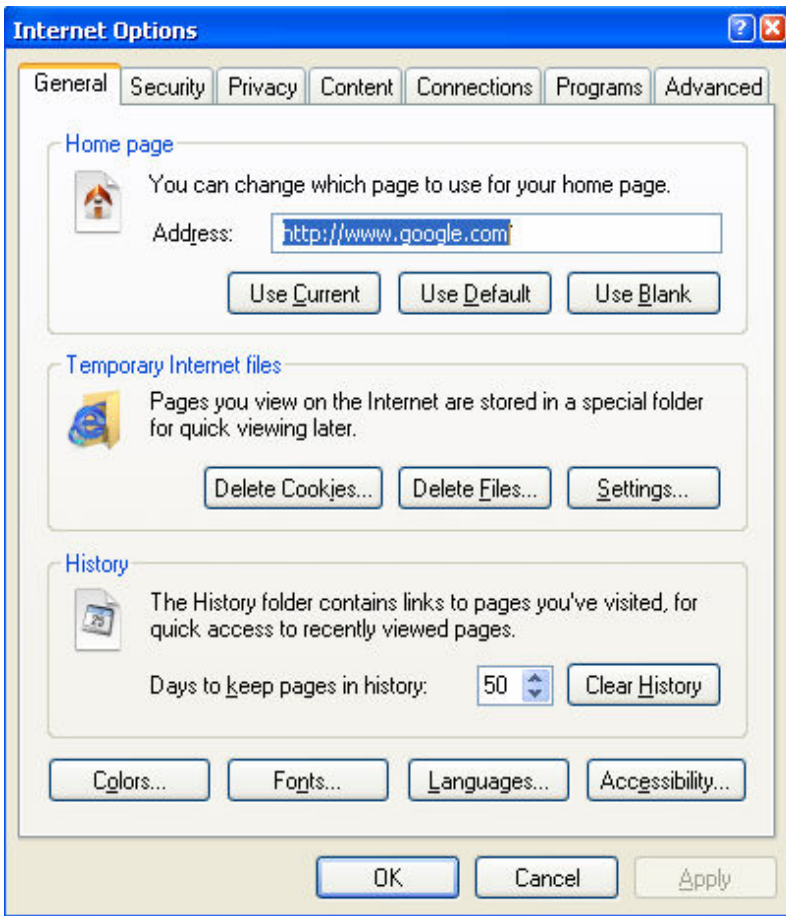 Internet Options
General Security Privacy Content Connections Programs Advanced
Home page
You can change which page to use for your home page.
Address: http://www.google.com
Use Current Use Default Use Blank
Temporary Internet files
Pages you view on the Internet are stored in a special folder
for quick viewing later.
Delete Cookies... Delete Files... Settings...
History
The History folder contains links to pages you've visited, for
quick access to recently viewed pages.
Days to keep pages in history: 50 Clear History
Colors... Fonts... Languages... Accessibility...
OK Cancel Apply